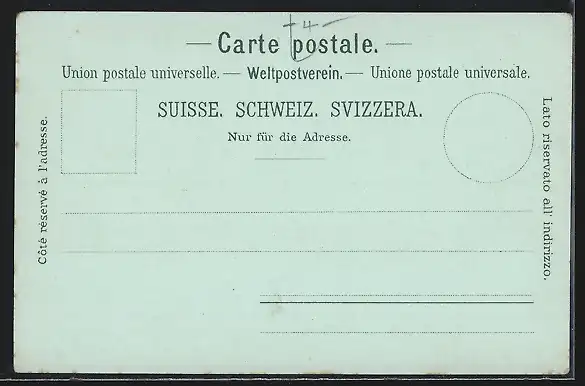 4
— Carte postale. —
Union postale universelle. — Weltpostverein. — Unione postale universale.
SUISSE. SCHWEIZ. SVIZZERA.
Nur für die Adresse.
Côté réservé à l'adresse.
Lato riservato all' indirizzo.